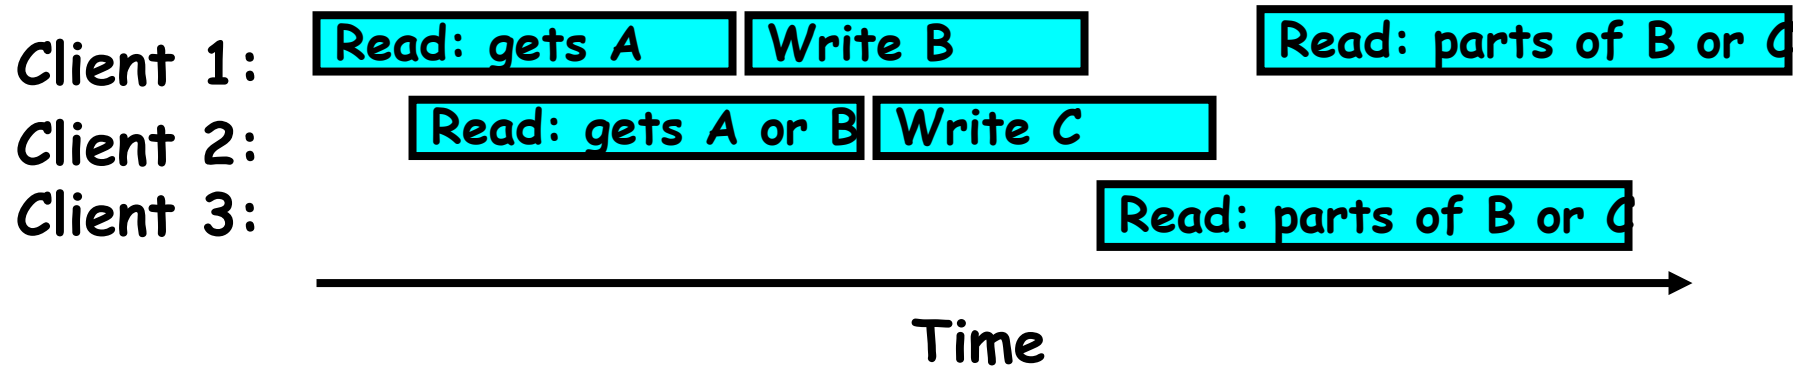 Client 1: Read: gets A Write B Read: parts of B or C
Client 2: Read: gets A or B Write C
Client 3: Read: parts of B or C
Time